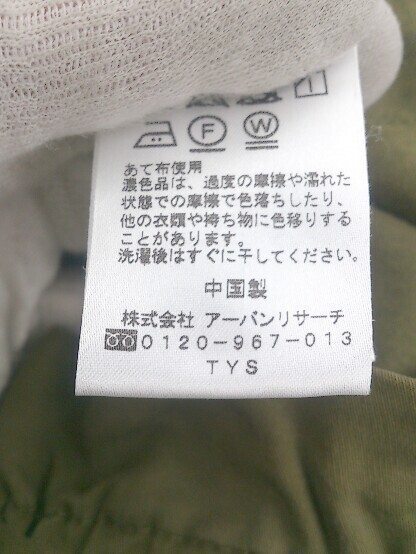 F W
あて布使用
濃色品は、過度の摩擦や濡れた
状態での摩擦で色落ちしたり、
他の衣類や持ち物に色移りする
ことがあります。
洗濯後はすぐに干してください。
中国製
株式会社 アーバンリサーチ
0120-967-013
TYS